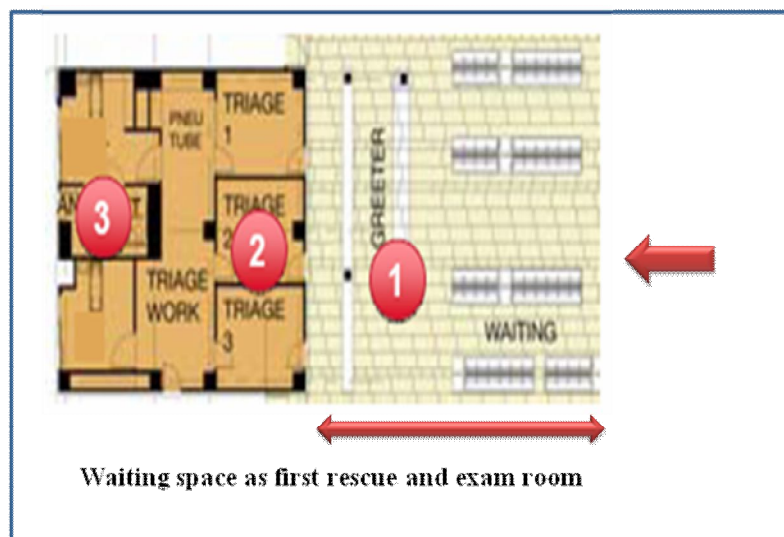 PNEU
TUBE
TRIAGE
1
TRIAGE
2
TRIAGE
3
TRIAGE
WORK
GREETER
WAITING
3
2
1
Waiting space as first rescue and exam room